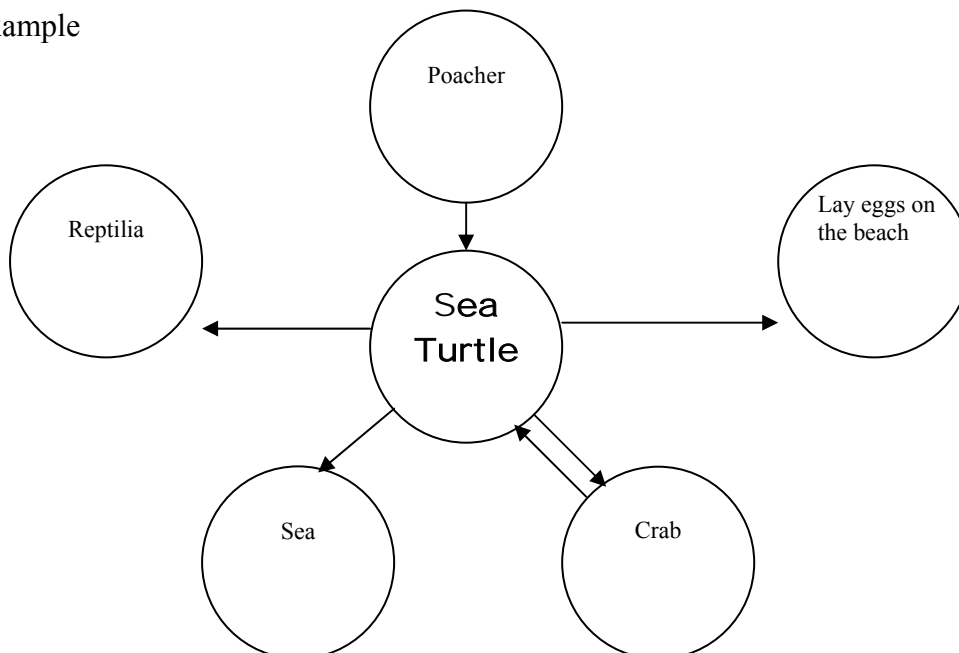 ample
Poacher
Reptilia
Lay eggs on
the beach
Sea
Turtle
Sea
Crab